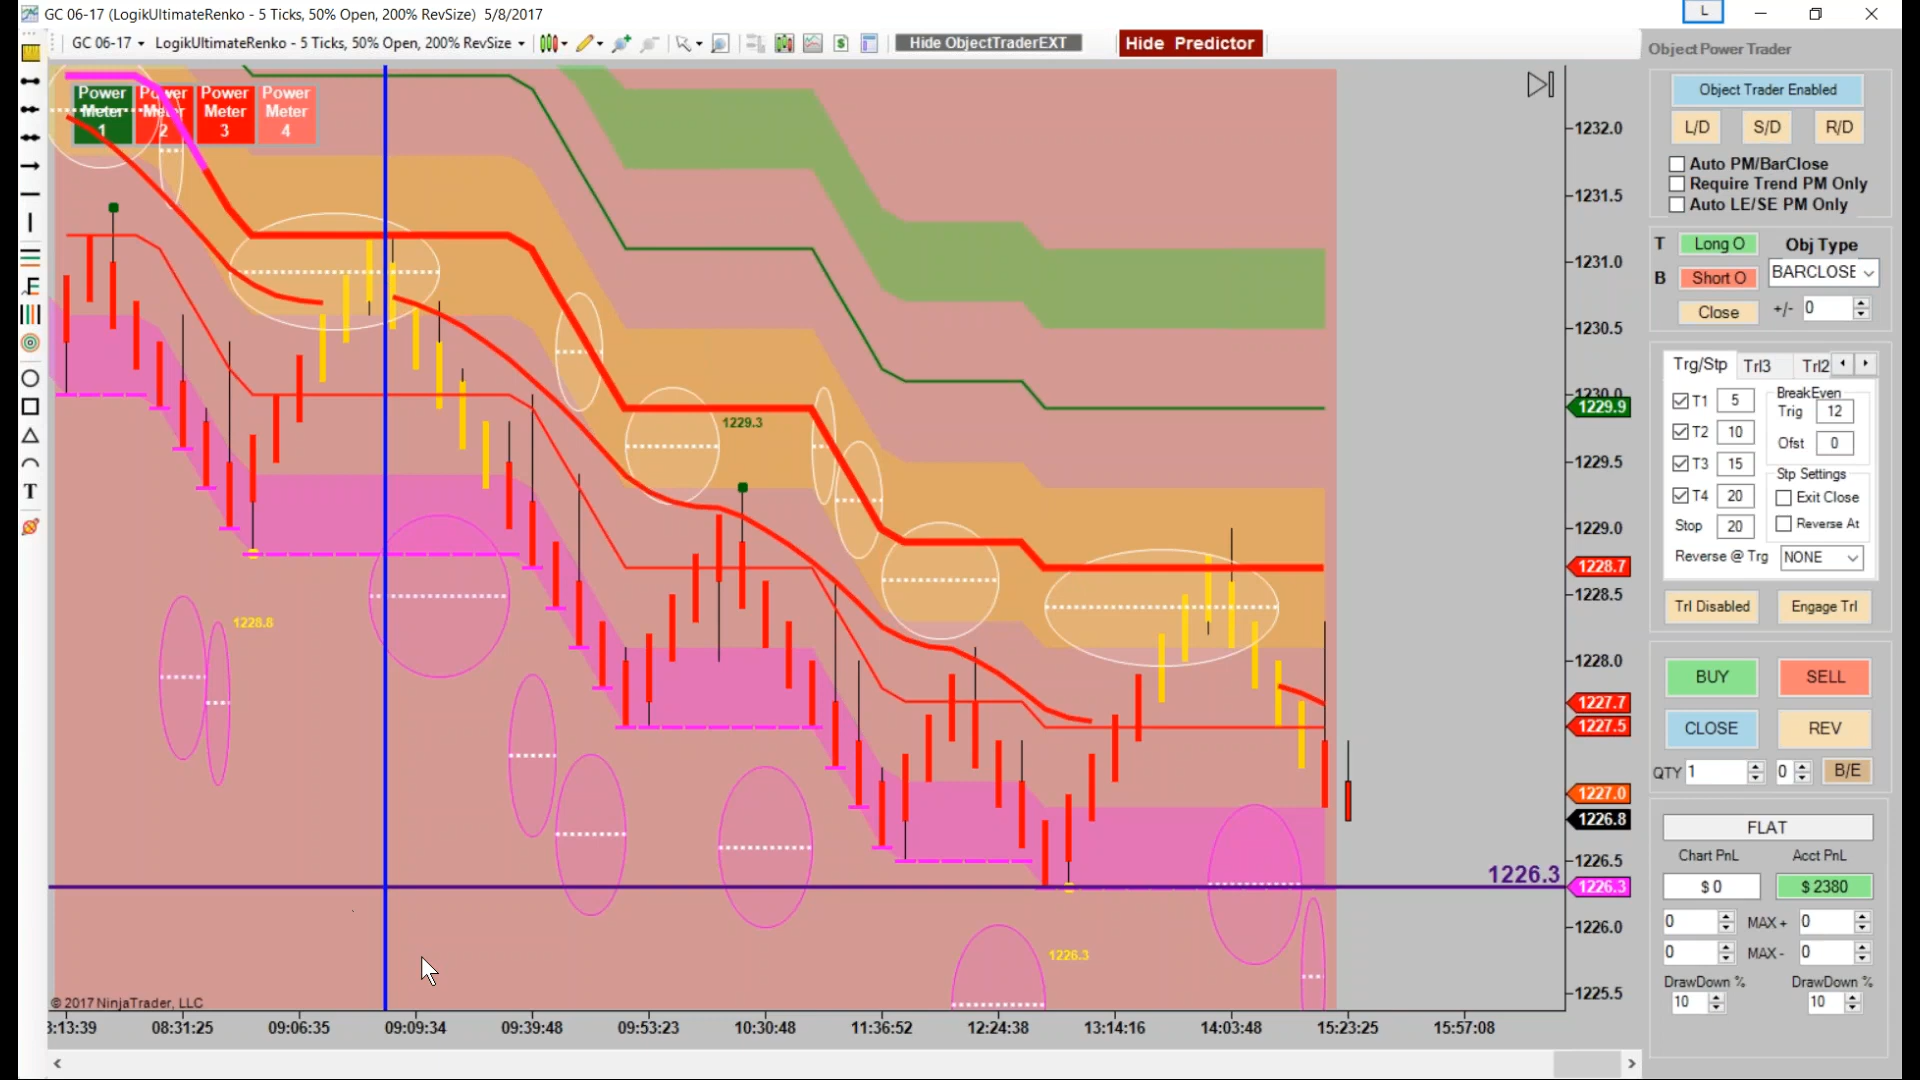 GC 06-17 (LogikUltimateRenko - 5 Ticks, 50% Open, 200% RevSize)  5/8/2017
L
GC 06-17
LogikUltimateRenko - 5 Ticks, 50% Open, 200% RevSize
Hide ObjectTraderEXT
Hide Predictor
Object Power Trader
Power Meter 1
Power Meter 2
Power Meter 3
Power Meter 4
1229.3
1228.8
1226.3
1226.3
© 2017 NinjaTrader, LLC
1232.0
1231.5
1231.0
1230.5
1230.0
1229.9
1229.5
1229.0
1228.7
1228.5
1228.0
1227.7
1227.5
1227.0
1226.8
1226.5
1226.3
1226.0
1225.5
3:13:39
08:31:25
09:06:35
09:09:34
09:39:48
09:53:23
10:30:48
11:36:52
12:24:38
13:14:16
14:03:48
15:23:25
15:57:08
T
Object Trader Enabled
L/D S/D R/D
Auto PM/BarClose
Require Trend PM Only
Auto LE/SE PM Only
T Long O Obj Type
B Short O BARCLOSE
Close +/- 0
Trg/Stp Trl3 Trl2
T1 5
T2 10
T3 15
T4 20
Stop 20
BreakEven
Trig 12
Ofst 0
Stp Settings
Exit Close
Reverse At
Reverse @ Trg NONE
Trl Disabled Engage Trl
BUY SELL
CLOSE REV
QTY 1 0 B/E
FLAT
Chart PnL Acct PnL
$ 0 $ 2380
0 MAX + 0
0 MAX - 0
DrawDown % DrawDown %
10 10